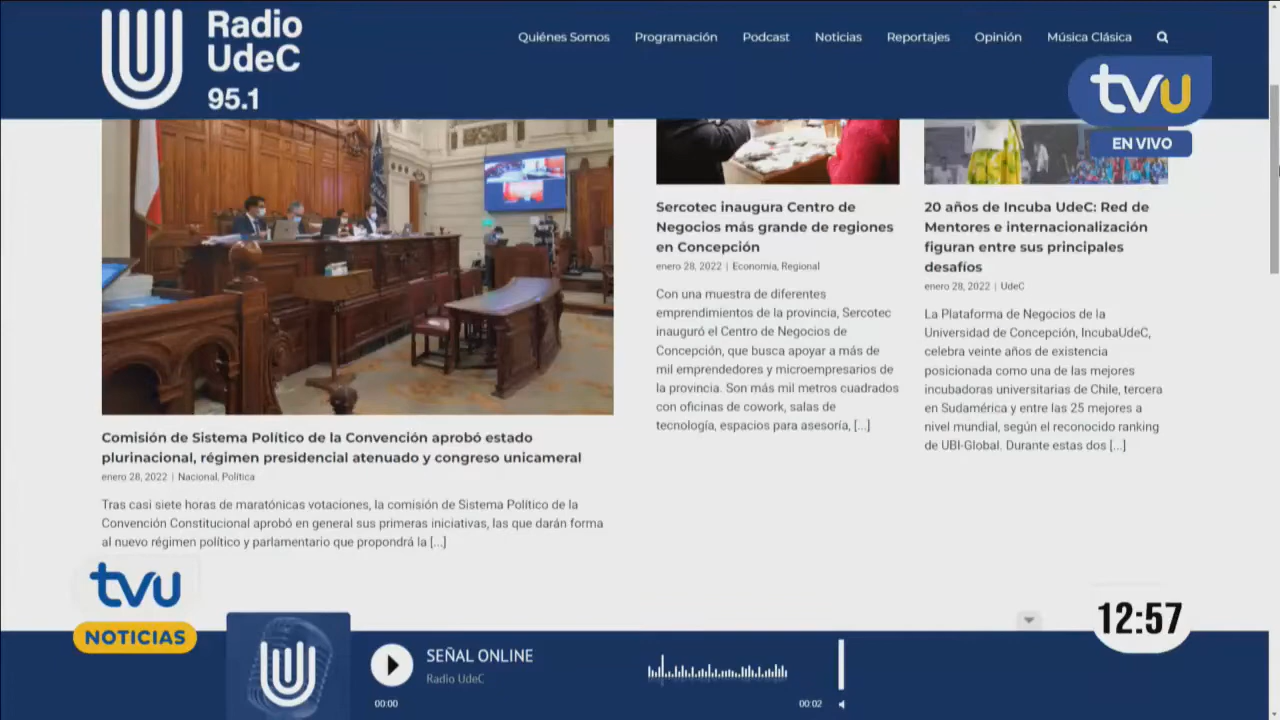 Radio
UdeC
95.1
Quiénes Somos
Programación
Podcast
Noticias
Reportajes
Opinión
Música Clásica
tvu
EN VIVO
Comisión de Sistema Político de la Convención aprobó estado
plurinacional, régimen presidencial atenuado y congreso unicameral
enero 28, 2022 | Nacional, Política
Tras casi siete horas de maratónicas votaciones, la comisión de Sistema Político de la
Convención Constitucional aprobó en general sus primeras iniciativas, las que darán forma
al nuevo régimen político y parlamentario que propondrá la [...]
Sercotec inaugura Centro de
Negocios más grande de regiones
en Concepción
enero 28, 2022 | Economía, Regional
Con una muestra de diferentes
emprendimientos de la provincia, Sercotec
inauguró el Centro de Negocios de
Concepción, que busca apoyar a más de
mil emprendedores y microempresarios de
la provincia. Son más mil metros cuadrados
con oficinas de cowork, salas de
tecnología, espacios para asesoría, [...]
20 años de Incuba UdeC: Red de
Mentores e internacionalización
figuran entre sus principales
desafíos
enero 28, 2022 | UdeC
La Plataforma de Negocios de la
Universidad de Concepción, IncubaUdeC,
celebra veinte años de existencia
posicionada como una de las mejores
incubadoras universitarias de Chile, tercera
en Sudamérica y entre las 25 mejores a
nivel mundial, según el reconocido ranking
de UBI-Global. Durante estas dos [...]
tvu
NOTICIAS
12:57
SEÑAL ONLINE
Radio UdeC
00:00
00:02